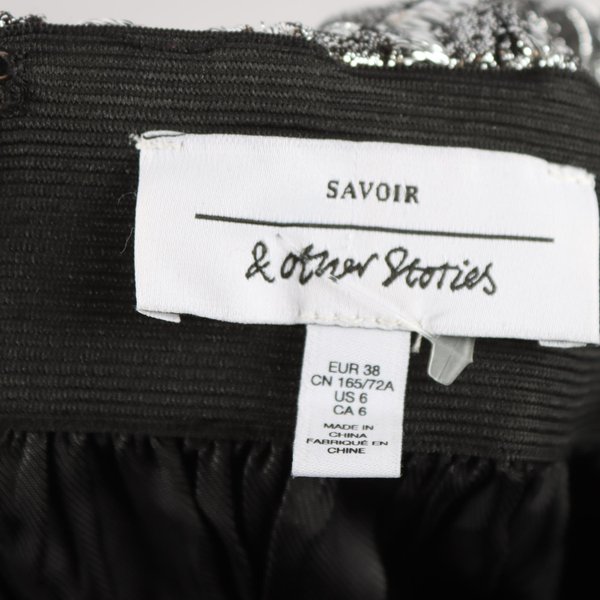 SAVOIR
& other Stories
EUR 38
CN 165/72A
US 6
CA 6
MADE IN
CHINA
FABRIQUÉ EN
CHINE